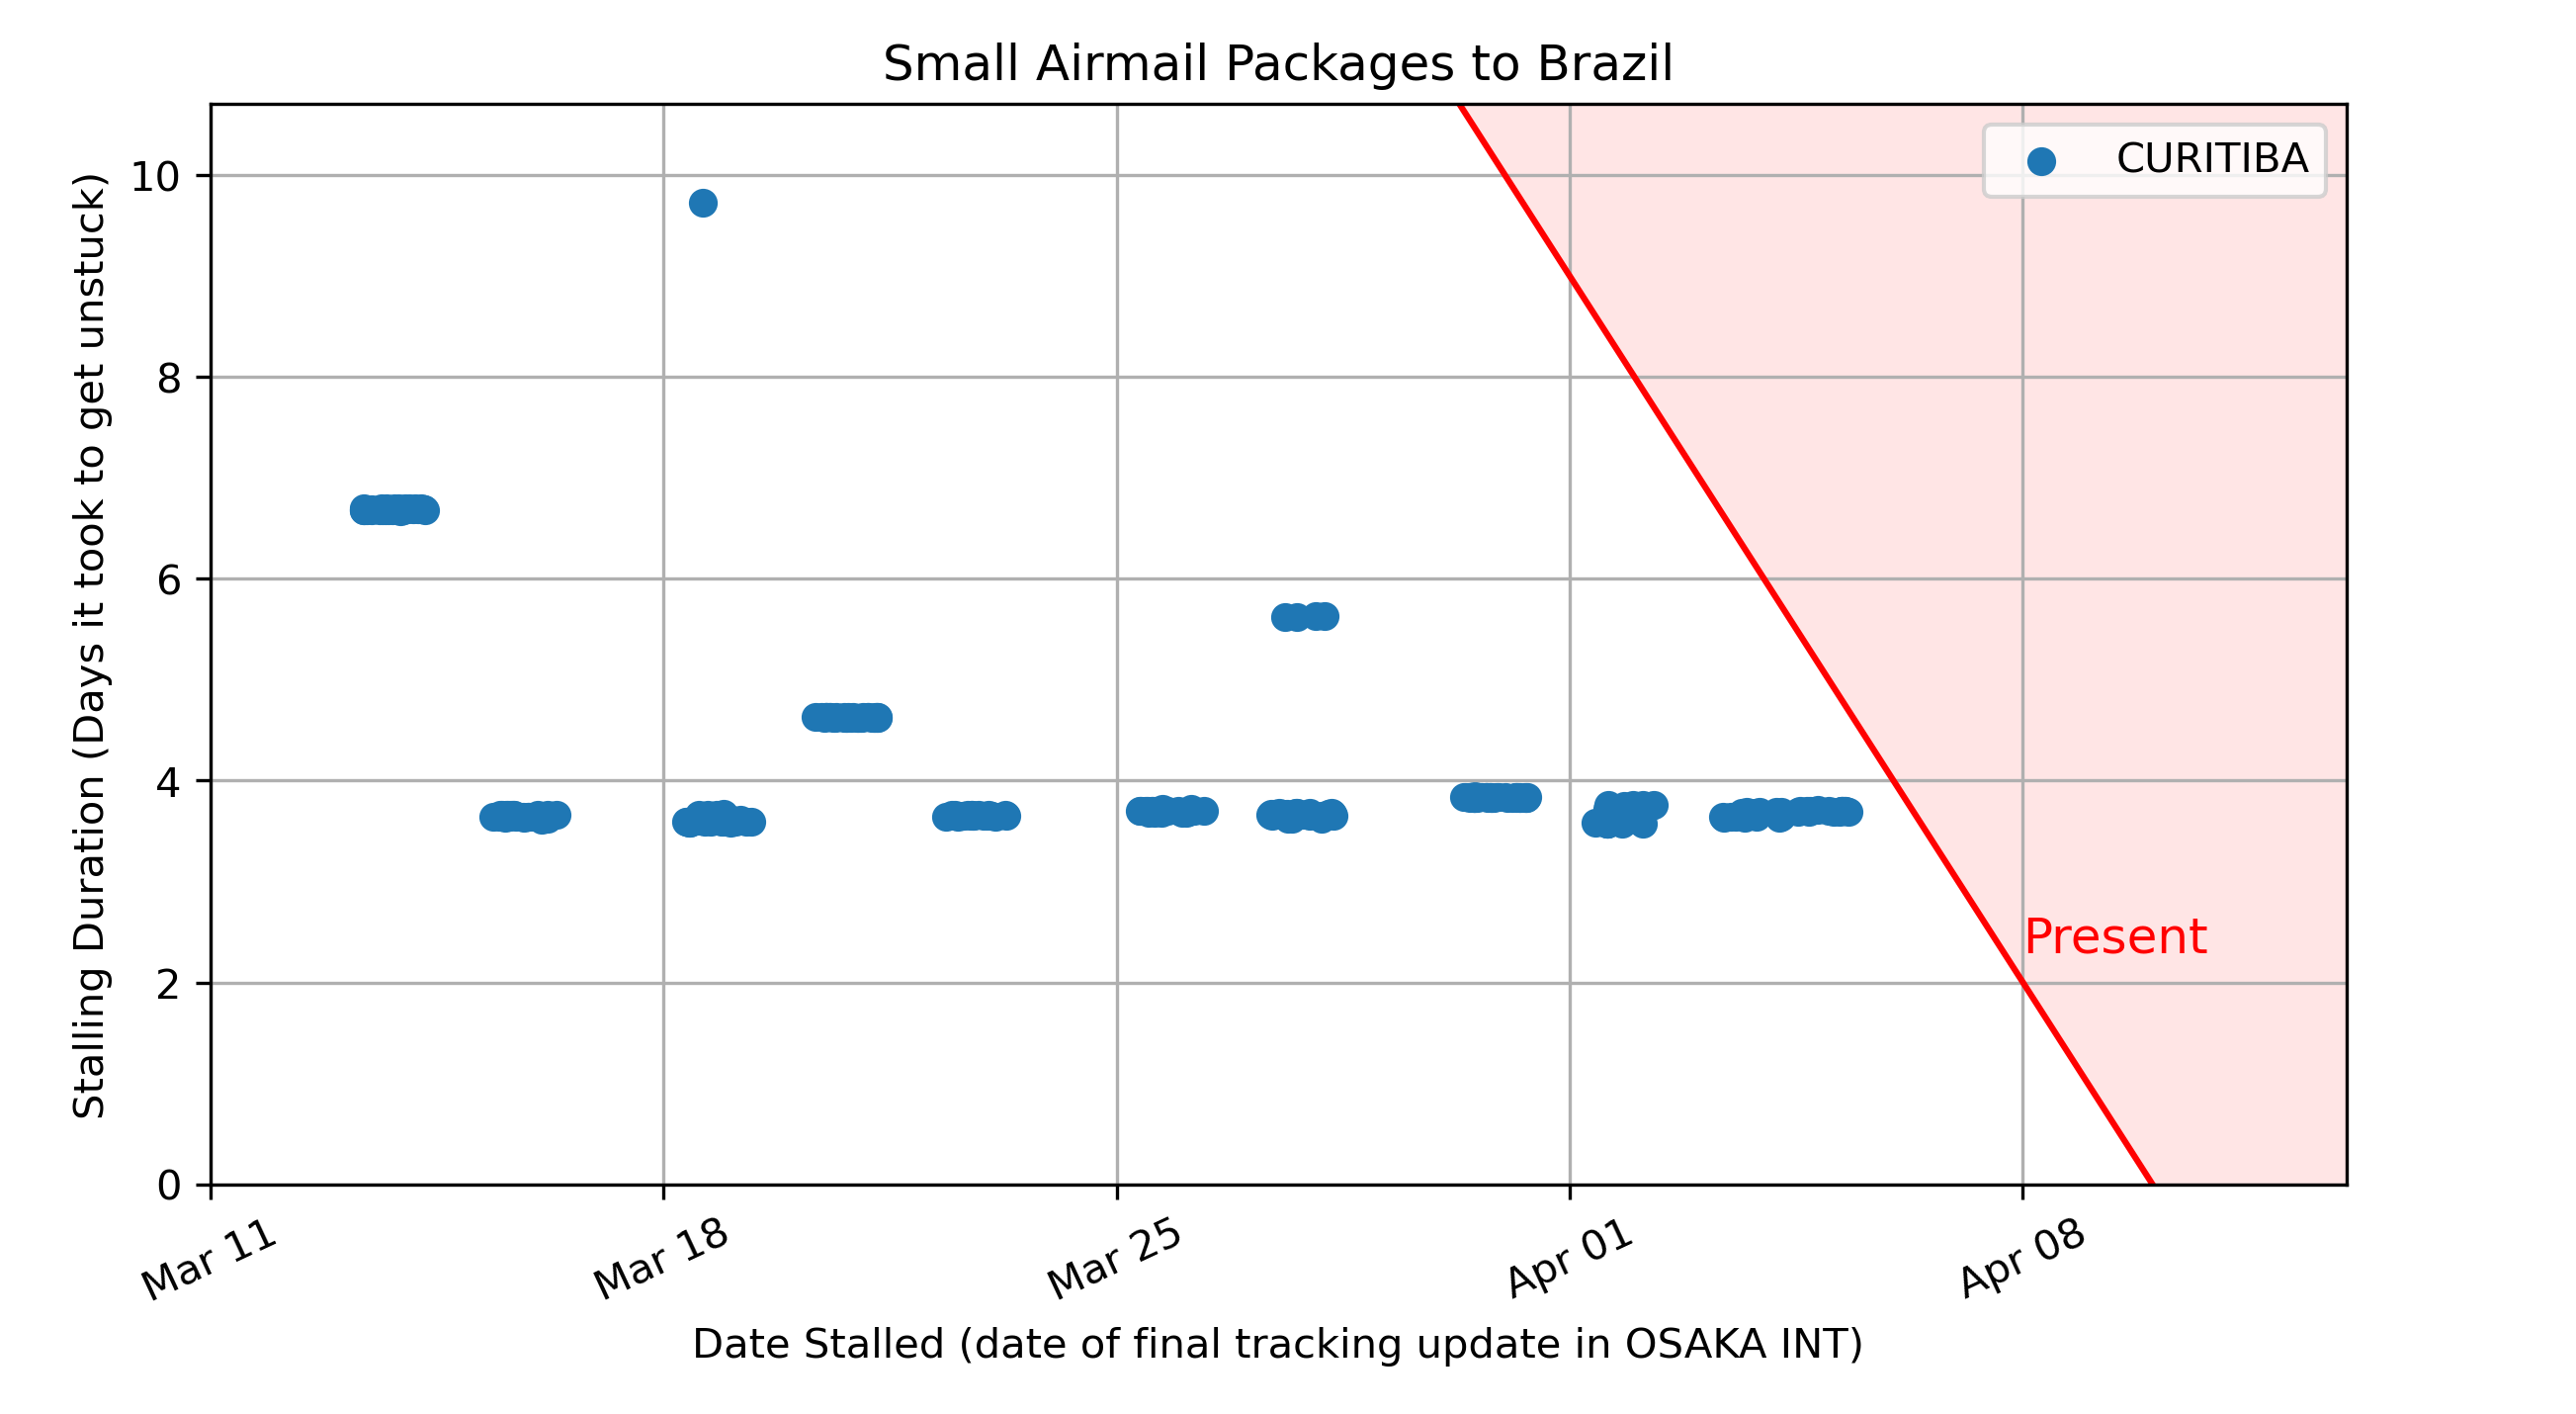 Small Airmail Packages to Brazil
CURITIBA
10
8
6
4
2
0
Stalling Duration (Days it took to get unstuck)
Present
Mar 11
Mar 18
Mar 25
Apr 01
Apr 08
Date Stalled (date of final tracking update in OSAKA INT)